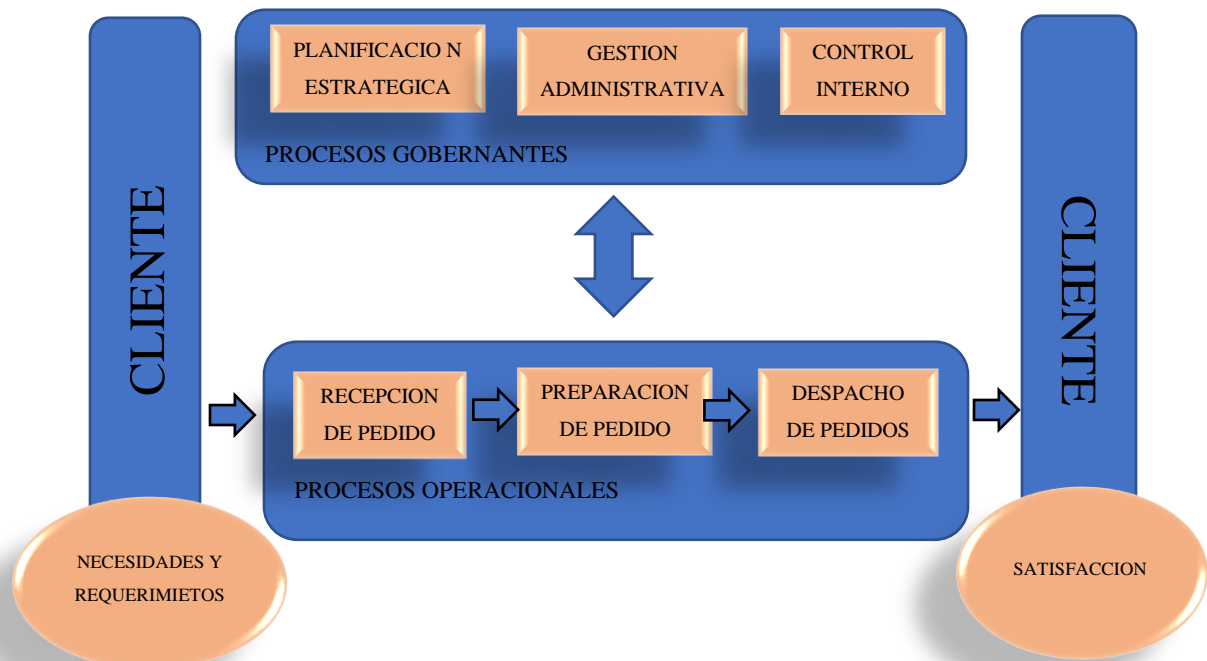 CLIENTE
PLANIFICACIO N
ESTRATEGICA
GESTION
ADMINISTRATIVA
CONTROL
INTERNO
PROCESOS GOBERNANTES
RECEPCION
DE PEDIDO
PREPARACION
DE PEDIDO
DESPACHO
DE PEDIDOS
PROCESOS OPERACIONALES
CLIENTE
NECESIDADES Y
REQUERIMIETOS
SATISFACCION